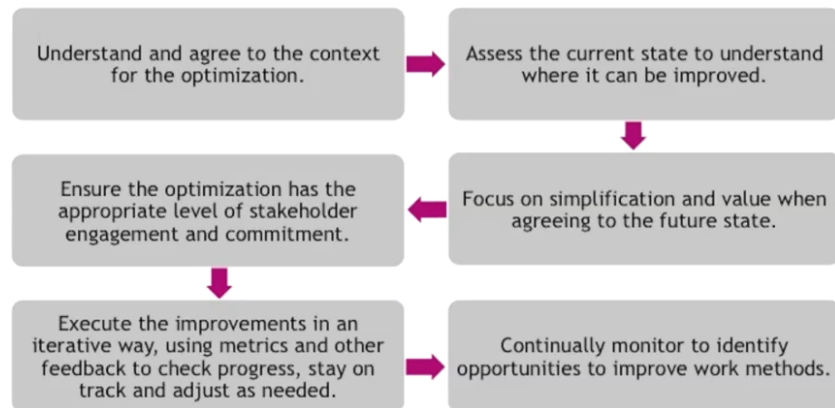 Understand and agree to the context
for the optimization.
Assess the current state to understand
where it can be improved.
Focus on simplification and value when
agreeing to the future state.
Ensure the optimization has the
appropriate level of stakeholder
engagement and commitment.
Execute the improvements in an
iterative way, using metrics and other
feedback to check progress, stay on
track and adjust as needed.
Continually monitor to identify
opportunities to improve work methods.